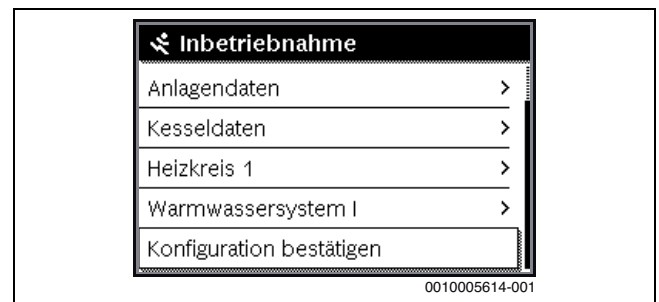 Inbetriebnahme
Anlagendaten >
Kesseldaten >
Heizkreis 1 >
Warmwassersystem I >
Konfiguration bestätigen
0010005614-001